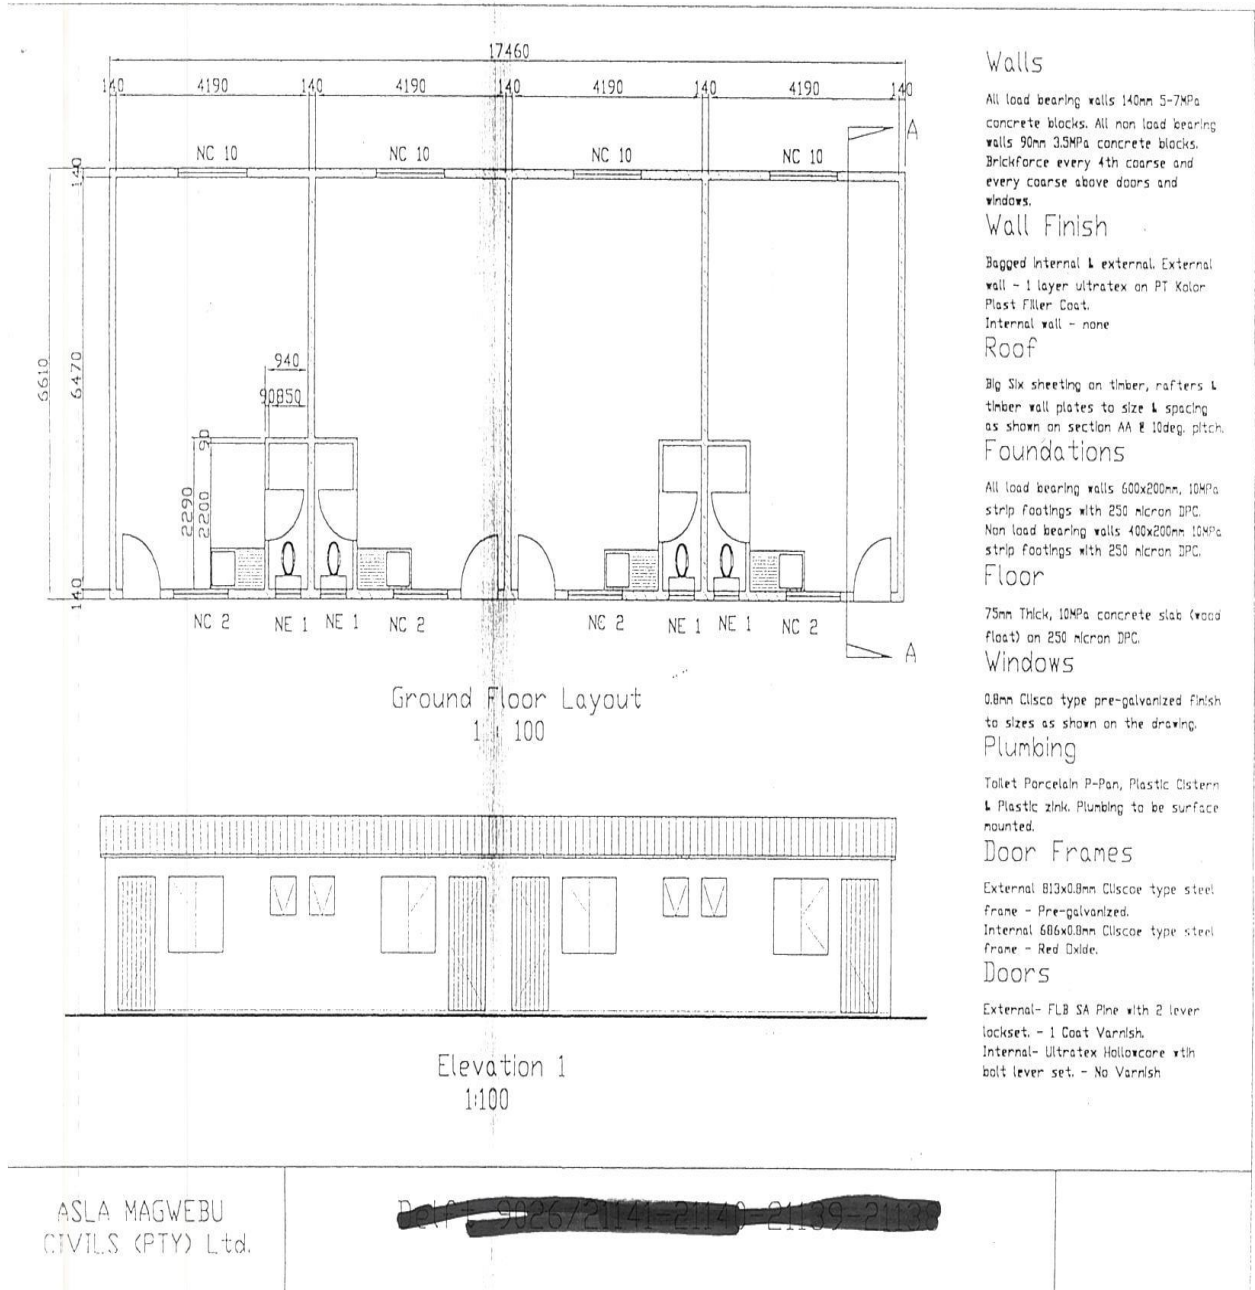 17460
140 4190 140 4190 140 4190 140 4190 140
A
NC 10 NC 10 NC 10 NC 10
140
6610
6470
940
90 850
90
2290
2200
140
NC 2 NE 1 NE 1 NC 2 NC 2 NE 1 NE 1 NC 2
A
Ground Floor Layout
1 : 100
Elevation 1
1:100
Walls
All load bearing walls 140mm 5-7MPa
concrete blocks. All non load bearing
walls 90mm 3.5MPa concrete blocks.
Brickforce every 4th coarse and
every coarse above doors and
windows.
Wall Finish
Bagged internal & external. External
wall - 1 layer ultratex on PT Kolor
Plast Filler Coat.
Internal wall - none
Roof
Big Six sheeting on timber, rafters &
timber wall plates to size & spacing
as shown on section AA @ 10deg. pitch.
Foundations
All load bearing walls 600x200mm, 10MPa
strip footings with 250 micron DPC.
Non load bearing walls 400x200mm 10MPa
strip footings with 250 micron DPC.
Floor
75mm Thick, 10MPa concrete slab (wood
float) on 250 micron DPC.
Windows
0.8mm Clisco type pre-galvanized finish
to sizes as shown on the drawing.
Plumbing
Toilet Porcelain P-Pan, Plastic Cistern
& Plastic zink. Plumbing to be surface
mounted.
Door Frames
External 813x0.8mm Cliscoe type steel
frame - Pre-galvanized.
Internal 686x0.8mm Cliscoe type steel
frame - Red Oxide.
Doors
External- FLB SA Pine with 2 lever
lockset. - 1 Coat Varnish.
Internal- Ultratex Hollowcore wtih
bolt lever set. - No Varnish
ASLA MAGWEBU
CIVILS (PTY) Ltd.